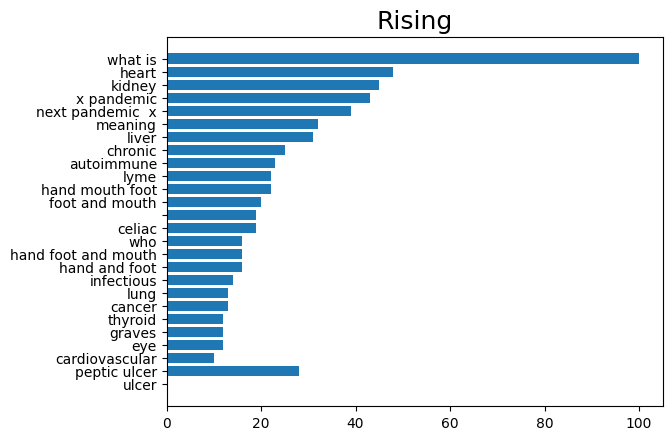 Rising
what is
heart
kidney
x pandemic
next pandemic  x
meaning
liver
chronic
autoimmune
lyme
hand mouth foot
foot and mouth
celiac
who
hand foot and mouth
hand and foot
infectious
lung
cancer
thyroid
graves
eye
cardiovascular
peptic ulcer
ulcer
0 20 40 60 80 100